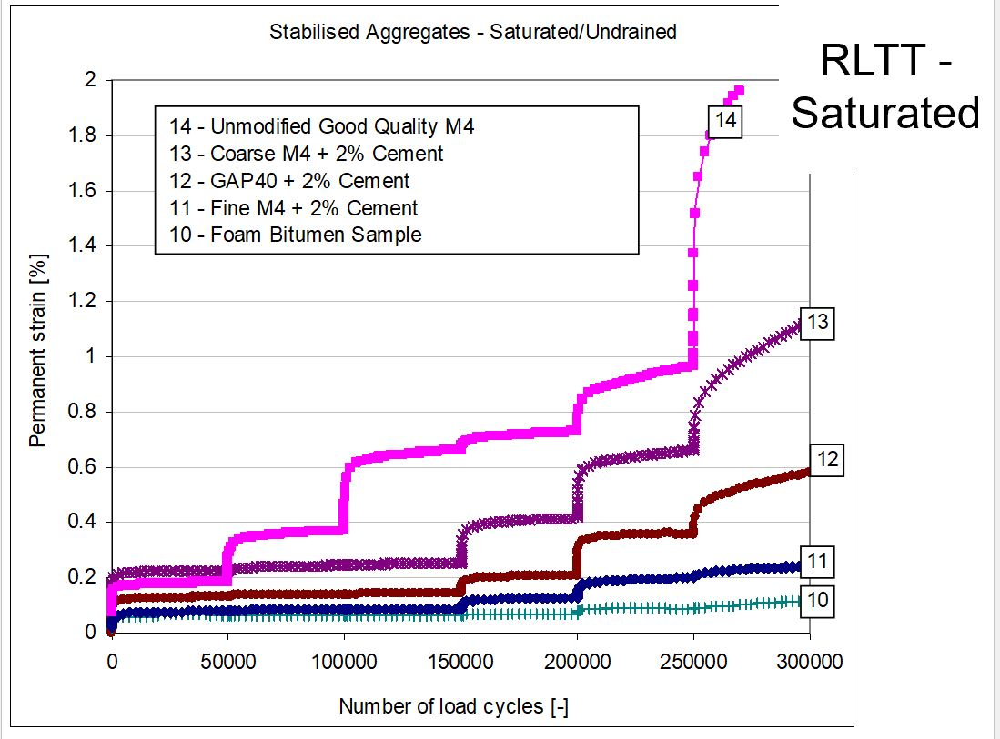 Stabilised Aggregates - Saturated/Undrained
RLTT -
Saturated
14 - Unmodified Good Quality M4
13 - Coarse M4 + 2% Cement
12 - GAP40 + 2% Cement
11 - Fine M4 + 2% Cement
10 - Foam Bitumen Sample
Permanent strain [%]
2
1.8
1.6
1.4
1.2
1
0.8
0.6
0.4
0.2
0
14
13
12
11
10
0 50000 100000 150000 200000 250000 300000
Number of load cycles [-]